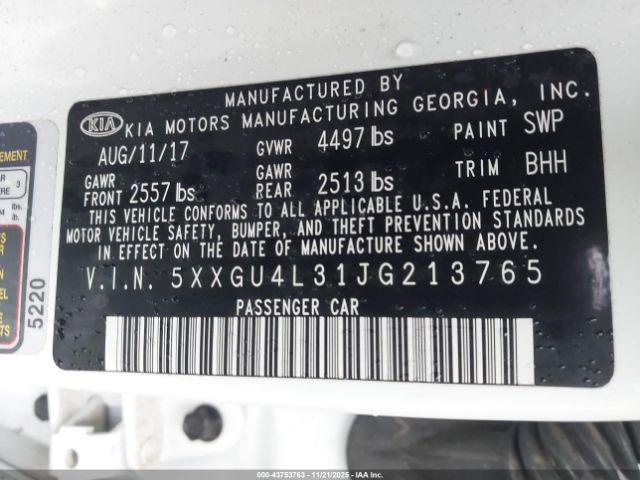 MANUFACTURED BY
KIA KIA MOTORS MANUFACTURING GEORGIA, INC.
AUG/11/17 GVWR 4497 lbs PAINT SWP
GAWR FRONT 2557 lbs GAWR REAR 2513 lbs TRIM BHH
THIS VEHICLE CONFORMS TO ALL APPLICABLE U.S.A. FEDERAL
MOTOR VEHICLE SAFETY, BUMPER, AND THEFT PREVENTION STANDARDS
IN EFFECT ON THE DATE OF MANUFACTURE SHOWN ABOVE.
V.I.N. 5XXGU4L31JG213765
PASSENGER CAR
5220
000-43753763 - 11/21/2025 - IAA Inc.